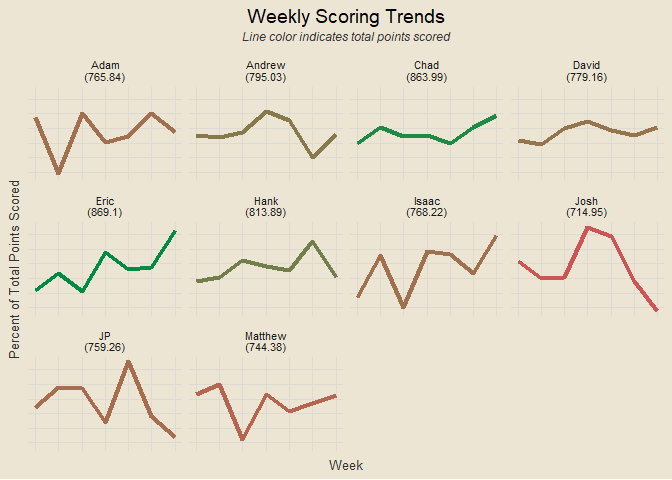 Weekly Scoring Trends
Line color indicates total points scored
Adam
(765.84)
Andrew
(795.03)
Chad
(863.99)
David
(779.16)
Eric
(869.1)
Hank
(813.89)
Isaac
(768.22)
Josh
(714.95)
JP
(759.26)
Matthew
(744.38)
Percent of Total Points Scored
Week